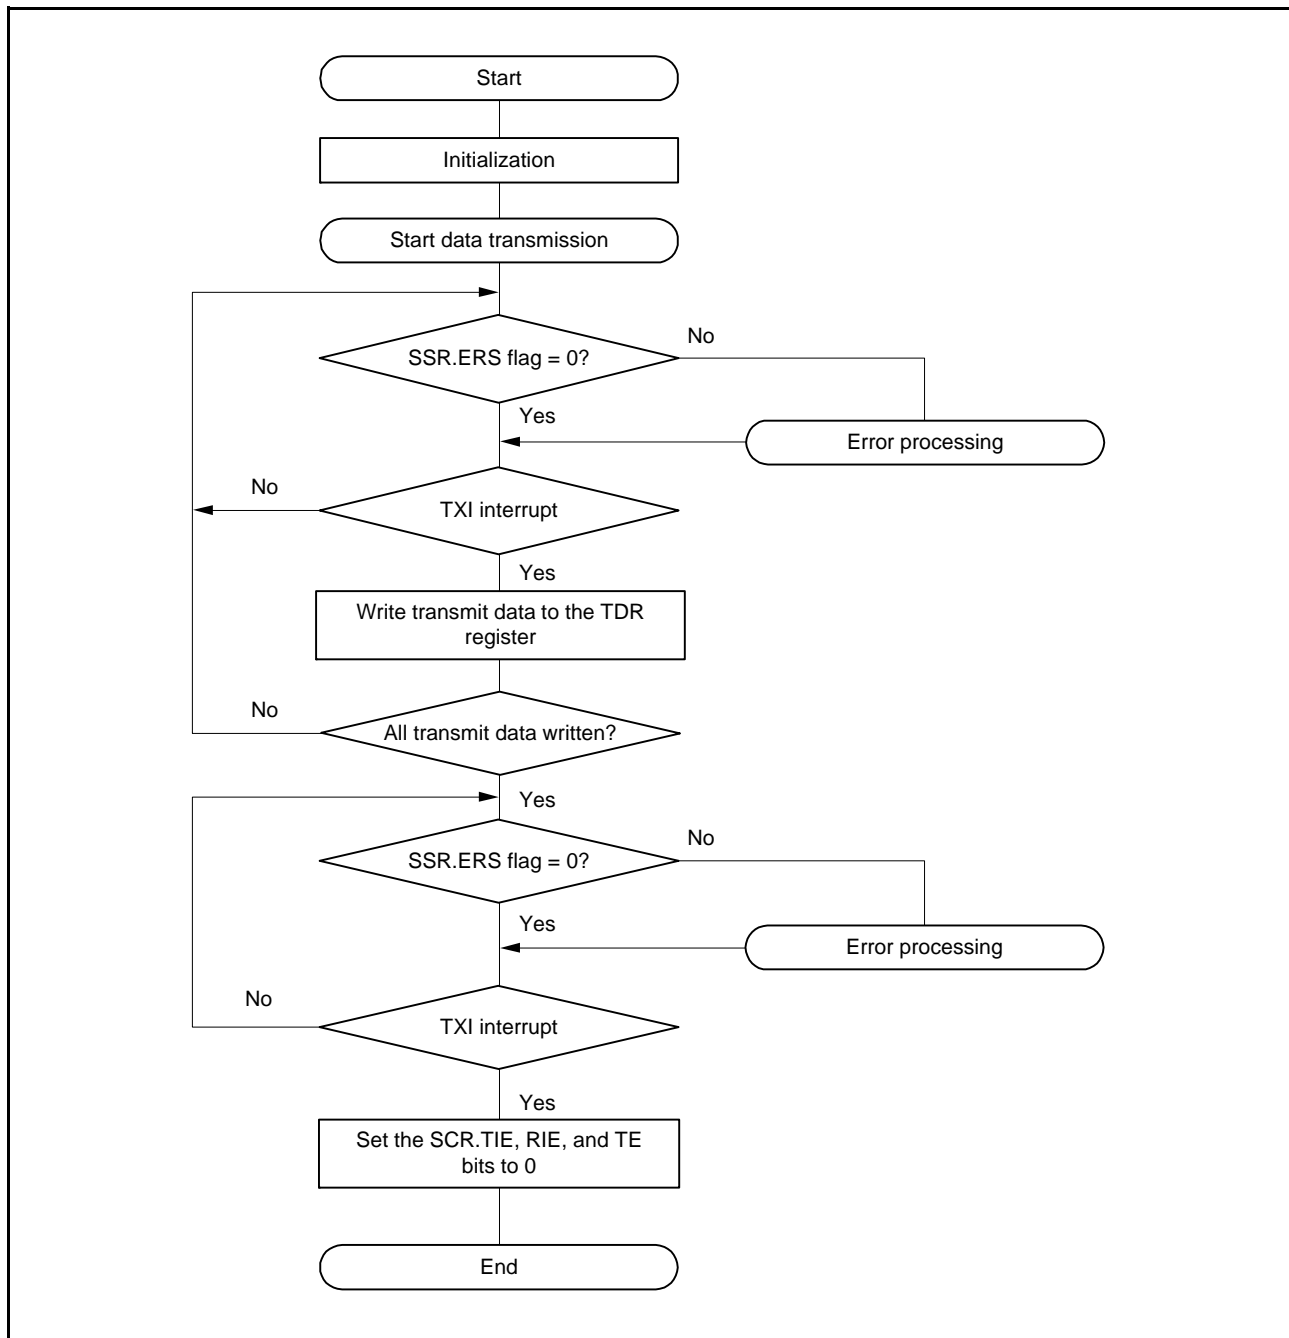 Start
Initialization
Start data transmission
SSR.ERS flag = 0?
No
Yes
Error processing
No
TXI interrupt
Yes
Write transmit data to the TDR
register
No
All transmit data written?
Yes
SSR.ERS flag = 0?
No
Yes
Error processing
No
TXI interrupt
Yes
Set the SCR.TIE, RIE, and TE
bits to 0
End